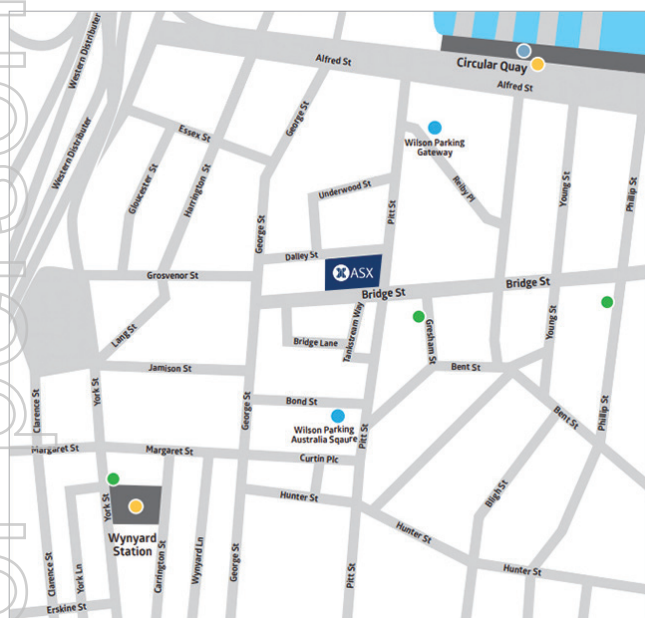 Western Distributer
Circular Quay
Alfred St
Alfred St
George St
Western Distributer
Essex St
Wilson Parking
Gateway
Gloucester St
Harrington St
Underwood St
Reiby Pl
Young St
Phillip St
Pitt St
George St
Dalley St
ASX
Grosvenor St
Bridge St
Bridge St
Lang St
Bridge Lane
Tankstream Way
Gresham St
Young St
Jamison St
Bent St
Clarence St
York St
George St
Bond St
Wilson Parking
Australia Sqaure
Pitt St
Bent St
Phillip St
Margaret St
Margaret St
Curtin Plc
York St
Hunter St
Bligh St
Wynyard
Station
Hunter St
Clarence St
York Ln
Carrington St
Wynyard Ln
George St
Pitt St
Hunter St
Erskine St